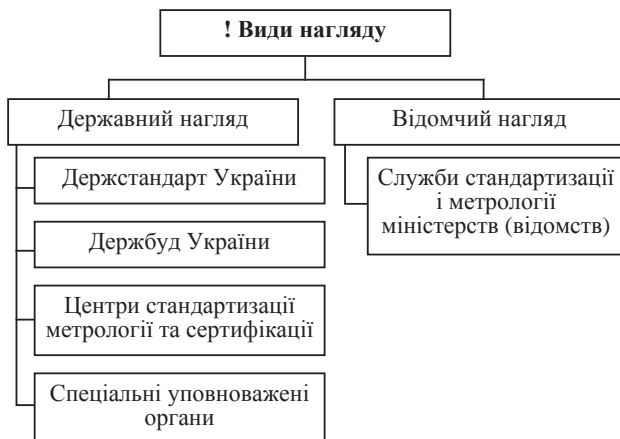 ! Види нагляду
Державний нагляд
Держстандарт України
Держбуд України
Центри стандартизації
метрології та сертифікації
Спеціальні уповноважені
органи
Відомчий нагляд
Служби стандартизації
і метрології
міністерств (відомств)